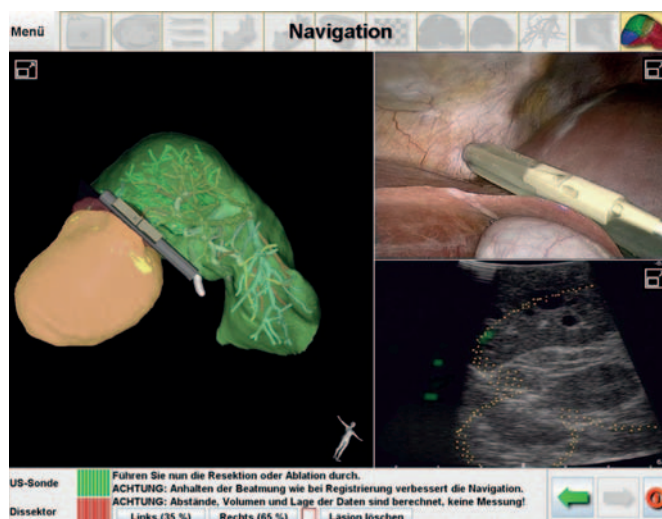 Menü
Navigation
US-Sonde
Führen Sie nun die Resektion oder Ablation durch.
ACHTUNG: Anhalten der Beatmung wie bei Registrierung verbessert die Navigation.
ACHTUNG: Abstände, Volumen und Lage der Daten sind berechnet, keine Messung!
Dissektor
Links (35 %)
Rechts (65 %)
Läsion löschen